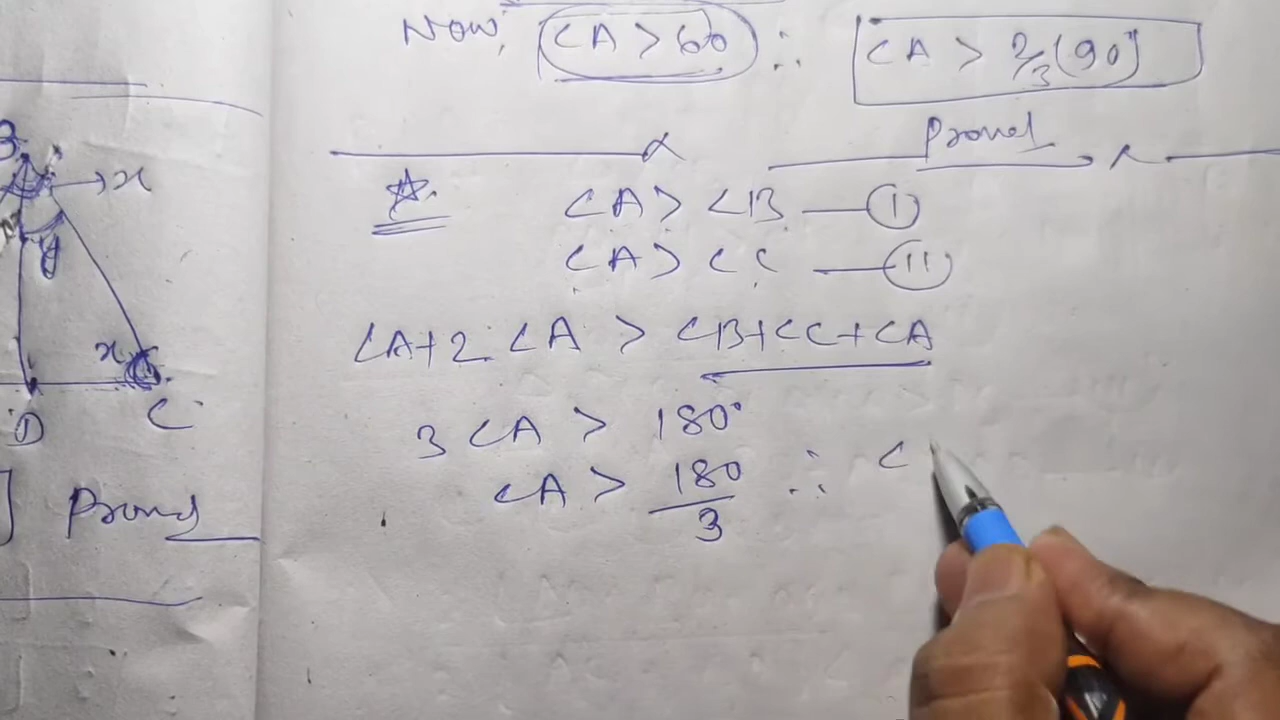 Now, ∠A > 60 ∴ ∠A > 2/3 (90°)
Proved
∠A > ∠B — (I)
∠A > ∠C — (II)
∠A + 2 ∠A > ∠B + ∠C + ∠A
3 ∠A > 180°
∠A > 180/3 ∴ ∠
B
x
y
x
D C
] Proved